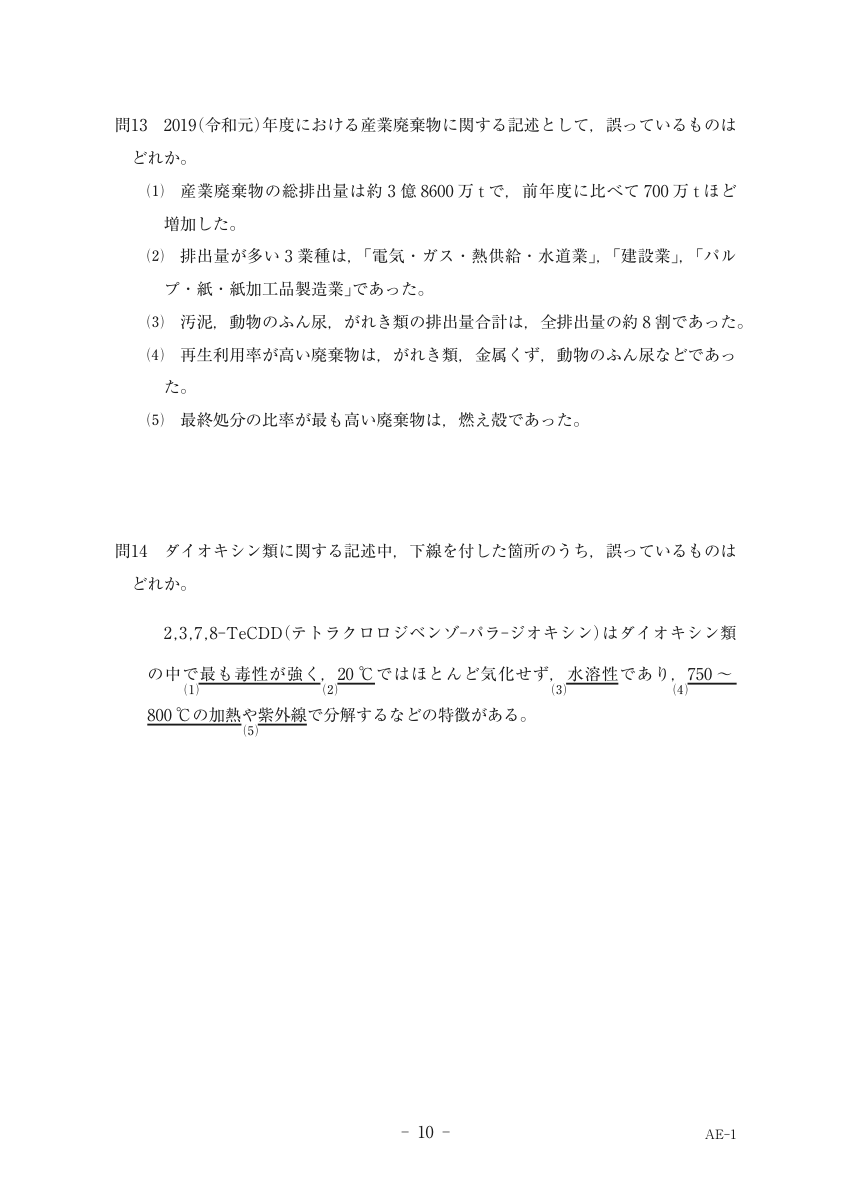 問13　2019(令和元)年度における産業廃棄物に関する記述として，誤っているものは
どれか。
⑴　産業廃棄物の総排出量は約 3 億 8600 万 t で，前年度に比べて 700 万 t ほど
増加した。
⑵　排出量が多い 3 業種は，「電気・ガス・熱供給・水道業」，「建設業」，「パル
プ・紙・紙加工品製造業」であった。
⑶　汚泥，動物のふん尿，がれき類の排出量合計は，全排出量の約 8 割であった。
⑷　再生利用率が高い廃棄物は，がれき類，金属くず，動物のふん尿などであっ
た。
⑸　最終処分の比率が最も高い廃棄物は，燃え殻であった。
問14　ダイオキシン類に関する記述中，下線を付した箇所のうち，誤っているものは
どれか。
2,3,7,8-TeCDD(テトラクロロジベンゾ-パラ-ジオキシン)はダイオキシン類
の中で最も毒性が強く，20 ℃ではほとんど気化せず，水溶性であり，750 〜
⑴ ⑵ ⑶ ⑷
800 ℃の加熱や紫外線で分解するなどの特徴がある。
⑸
- 10 -
AE-1